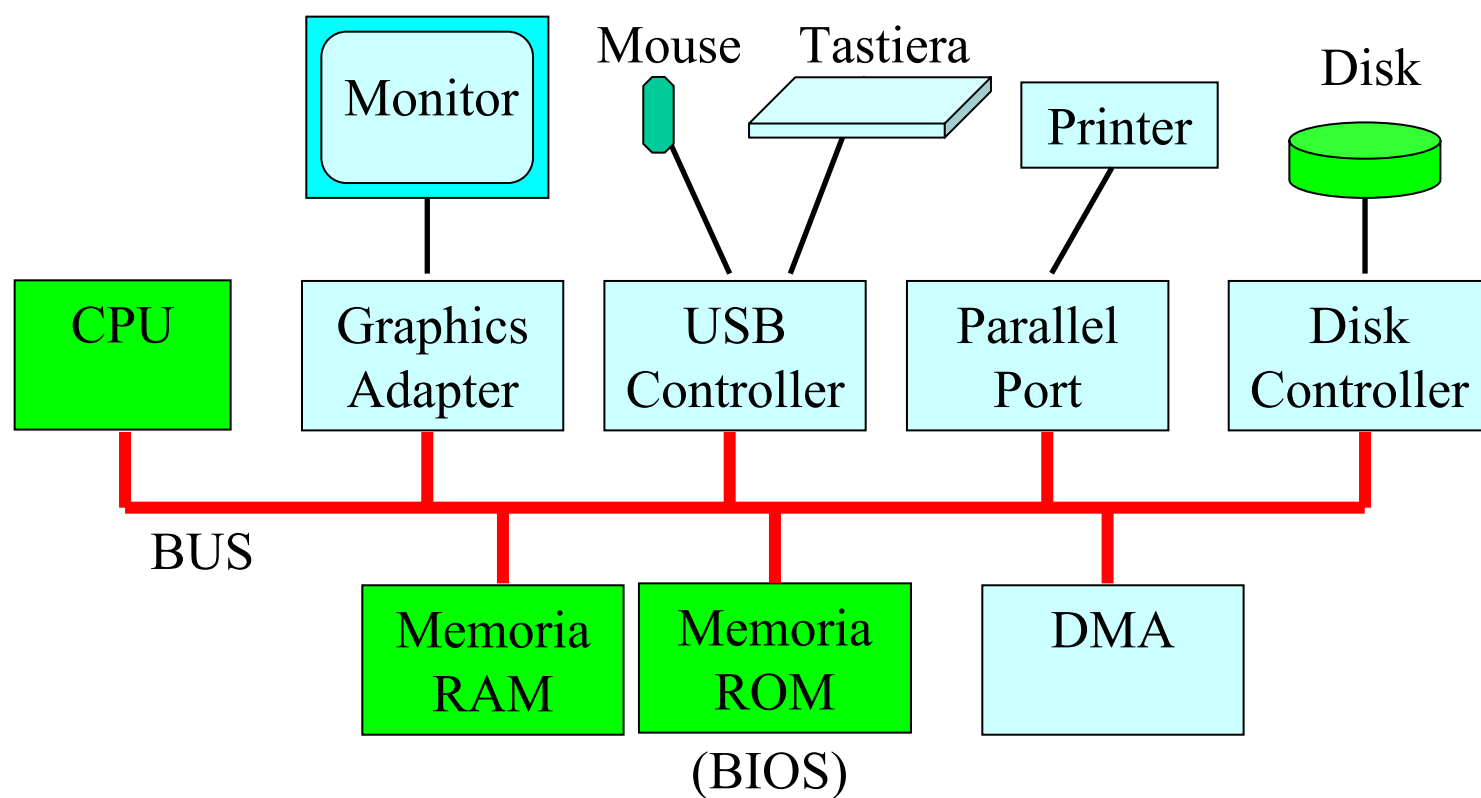 Monitor
Mouse
Tastiera
Printer
Disk
CPU
Graphics
Adapter
USB
Controller
Parallel
Port
Disk
Controller
BUS
Memoria
RAM
Memoria
ROM
(BIOS)
DMA